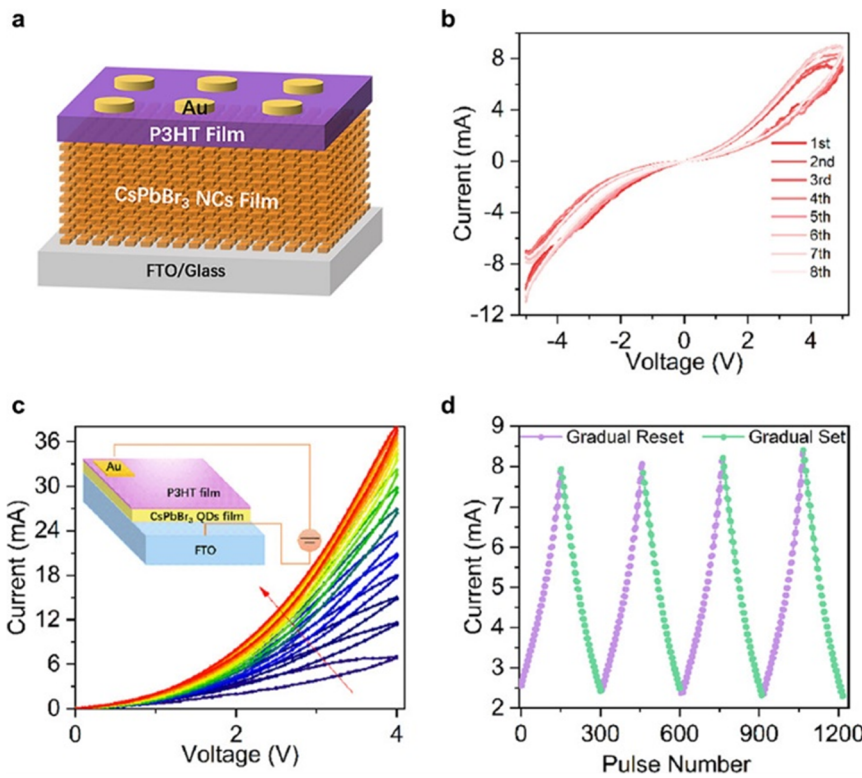 a
Au
P3HT Film
CsPbBr₃ NCs Film
FTO/Glass
b
Current (mA)
8
4
0
-4
-8
-12
1st
2nd
3rd
4th
5th
6th
7th
8th
-4 -2 0 2 4
Voltage (V)
c
Current (mA)
36
30
24
18
12
6
0
Au
P3HT film
CsPbBr₃ QDs film
FTO
0 2 4
Voltage (V)
d
Current (mA)
9
8
7
6
5
4
3
2
Gradual Reset Gradual Set
0 300 600 900 1200
Pulse Number